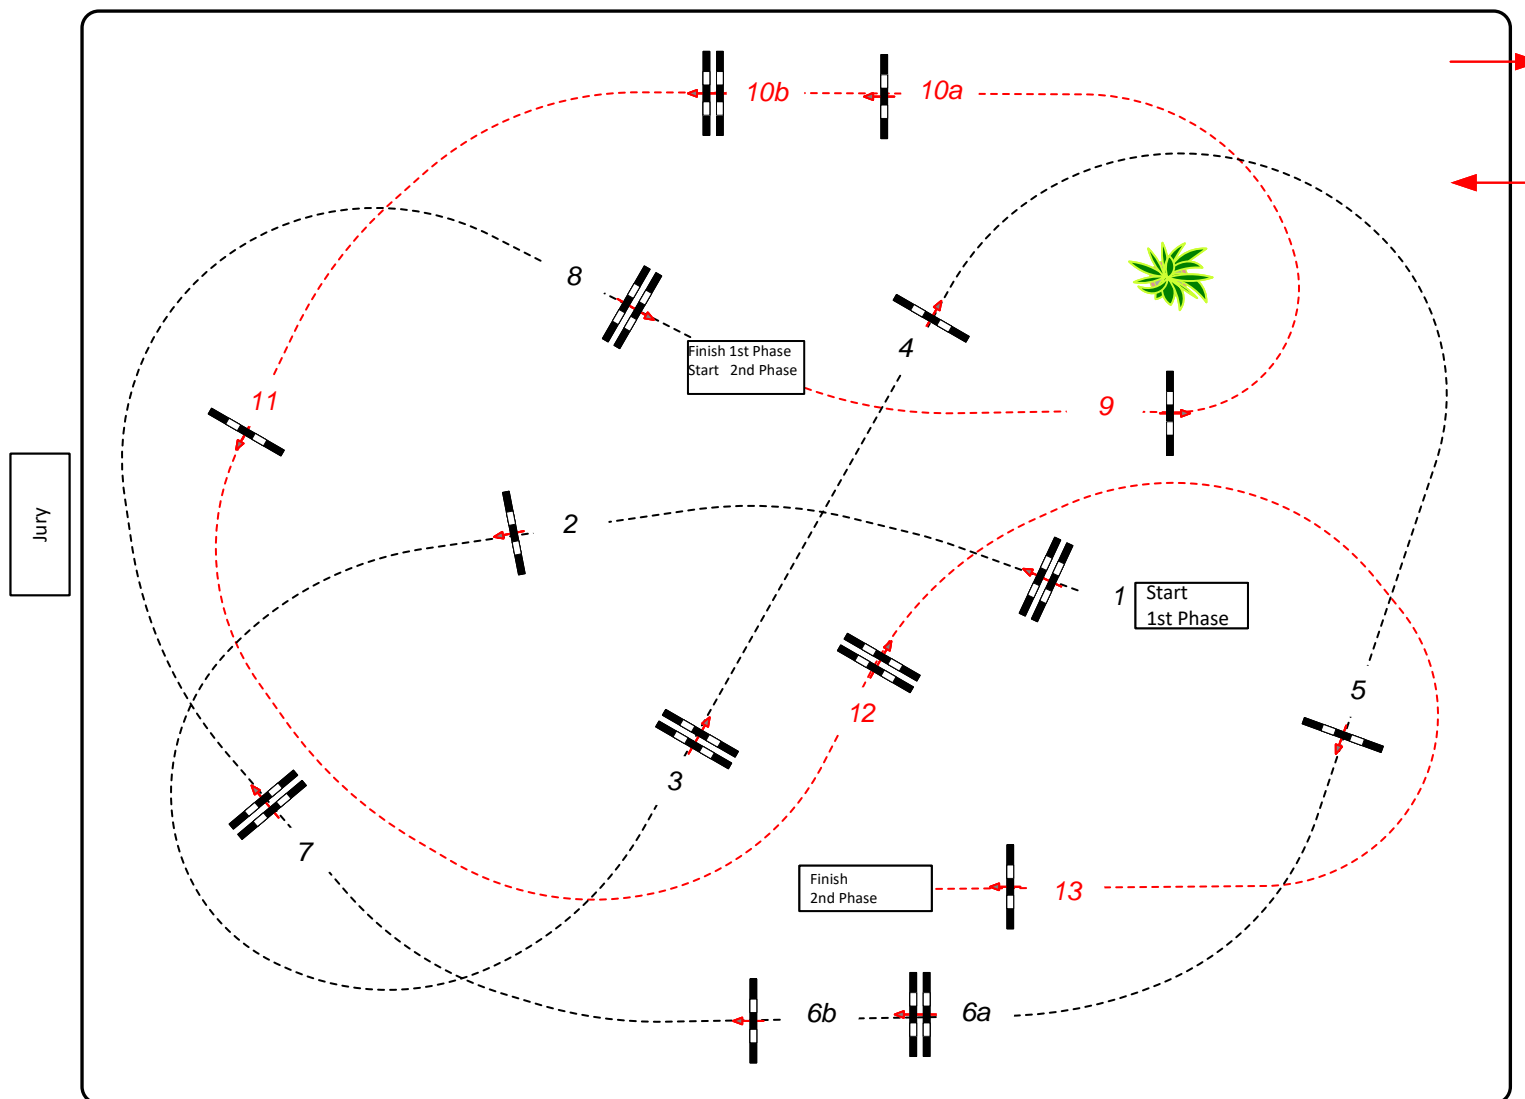 10b
10a
8
Finish 1st Phase
Start 2nd Phase
4
11
9
Jury
2
1
Start
1st Phase
12
5
3
7
Finish
2nd Phase
13
6b
6a